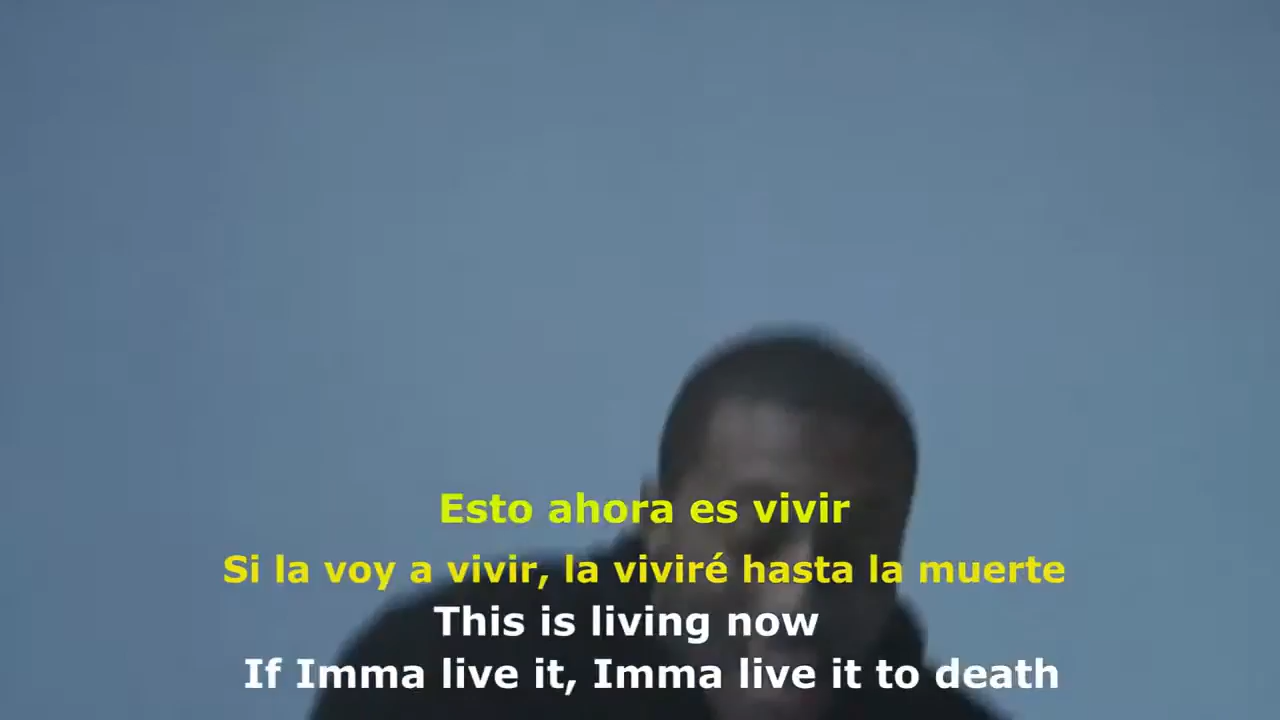 Esto ahora es vivir
Si la voy a vivir, la viviré hasta la muerte
This is living now
If Imma live it, Imma live it to death